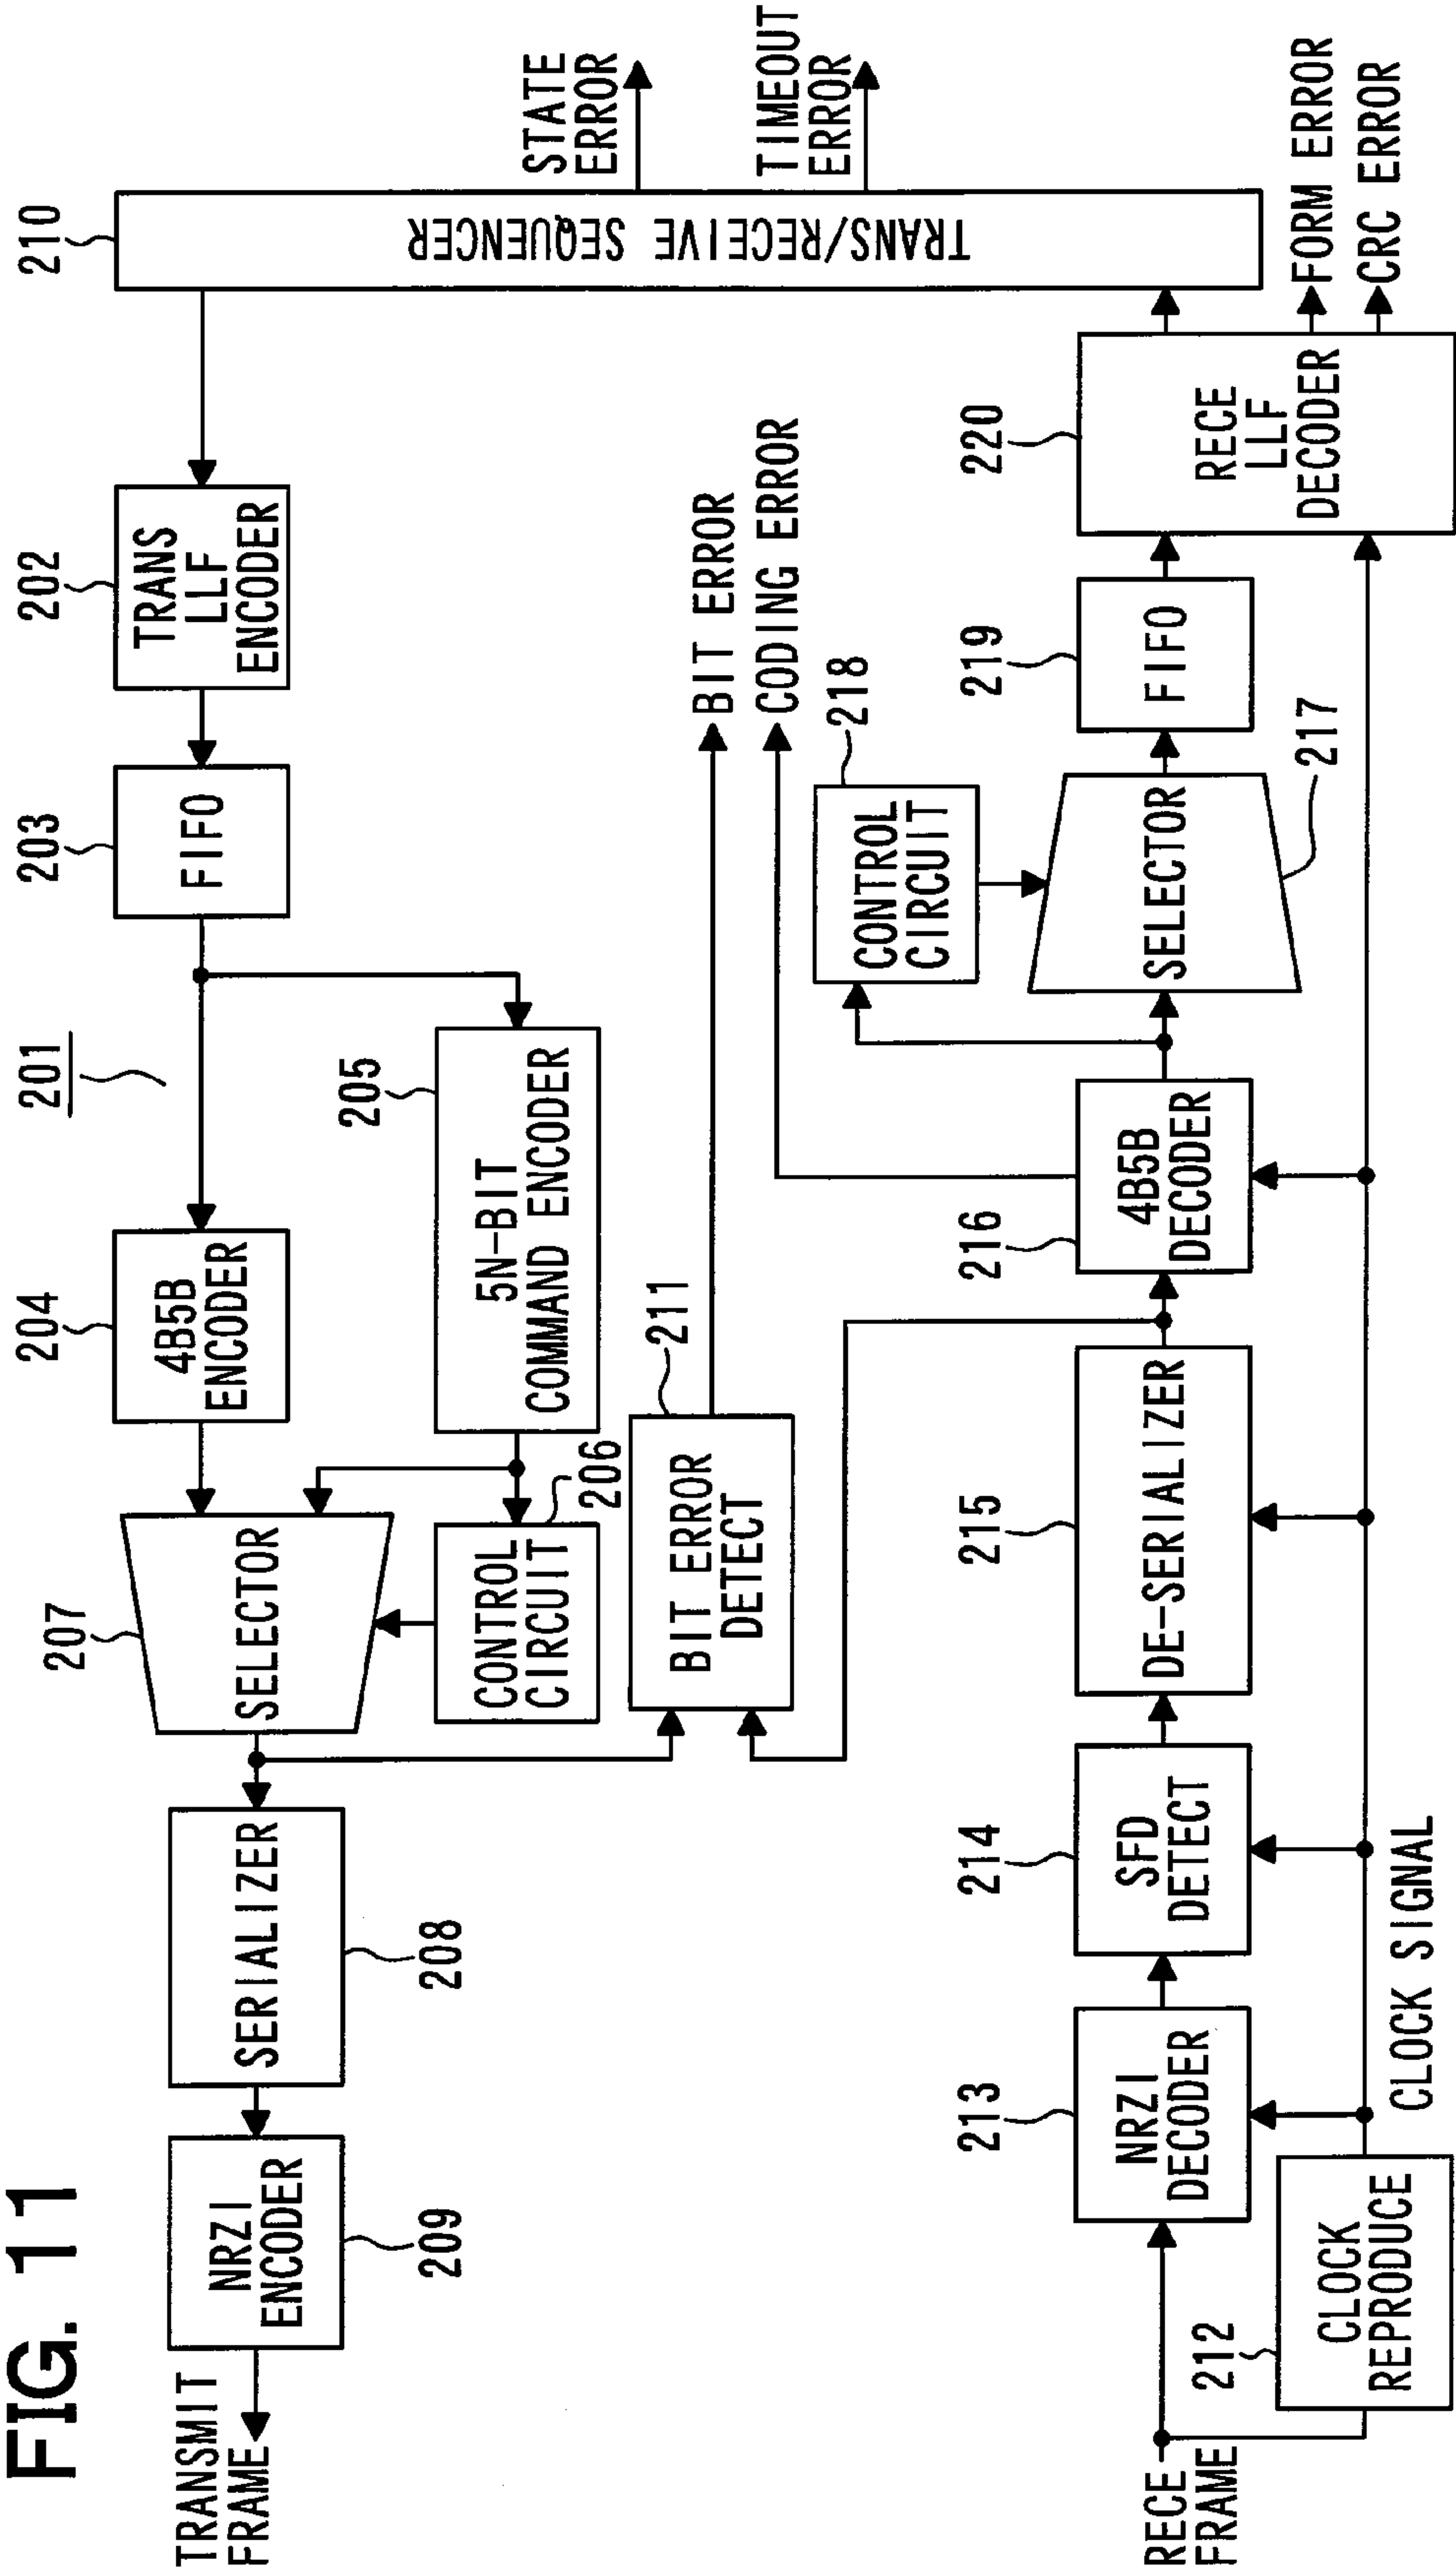 FIG. 11
TRANSMIT
FRAME
NRZI
ENCODER
209
SERIALIZER
208
SELECTOR
207
4B5B
ENCODER
204
201
FIFO
203
TRANS
LLF
ENCODER
202
210
TRANS/RECEIVE SEQUENCER
STATE
ERROR
TIMEOUT
ERROR
CONTROL
CIRCUIT
206
5N-BIT
COMMAND ENCODER
205
BIT ERROR
DETECT
211
BIT ERROR
CODING ERROR
RECE
FRAME
212
CLOCK
REPRODUCE
CLOCK SIGNAL
213
NRZI
DECODER
214
SFD
DETECT
215
DE-SERIALIZER
216
4B5B
DECODER
218
CONTROL
CIRCUIT
SELECTOR
217
219
FIFO
220
RECE
LLF
DECODER
FORM ERROR
CRC ERROR